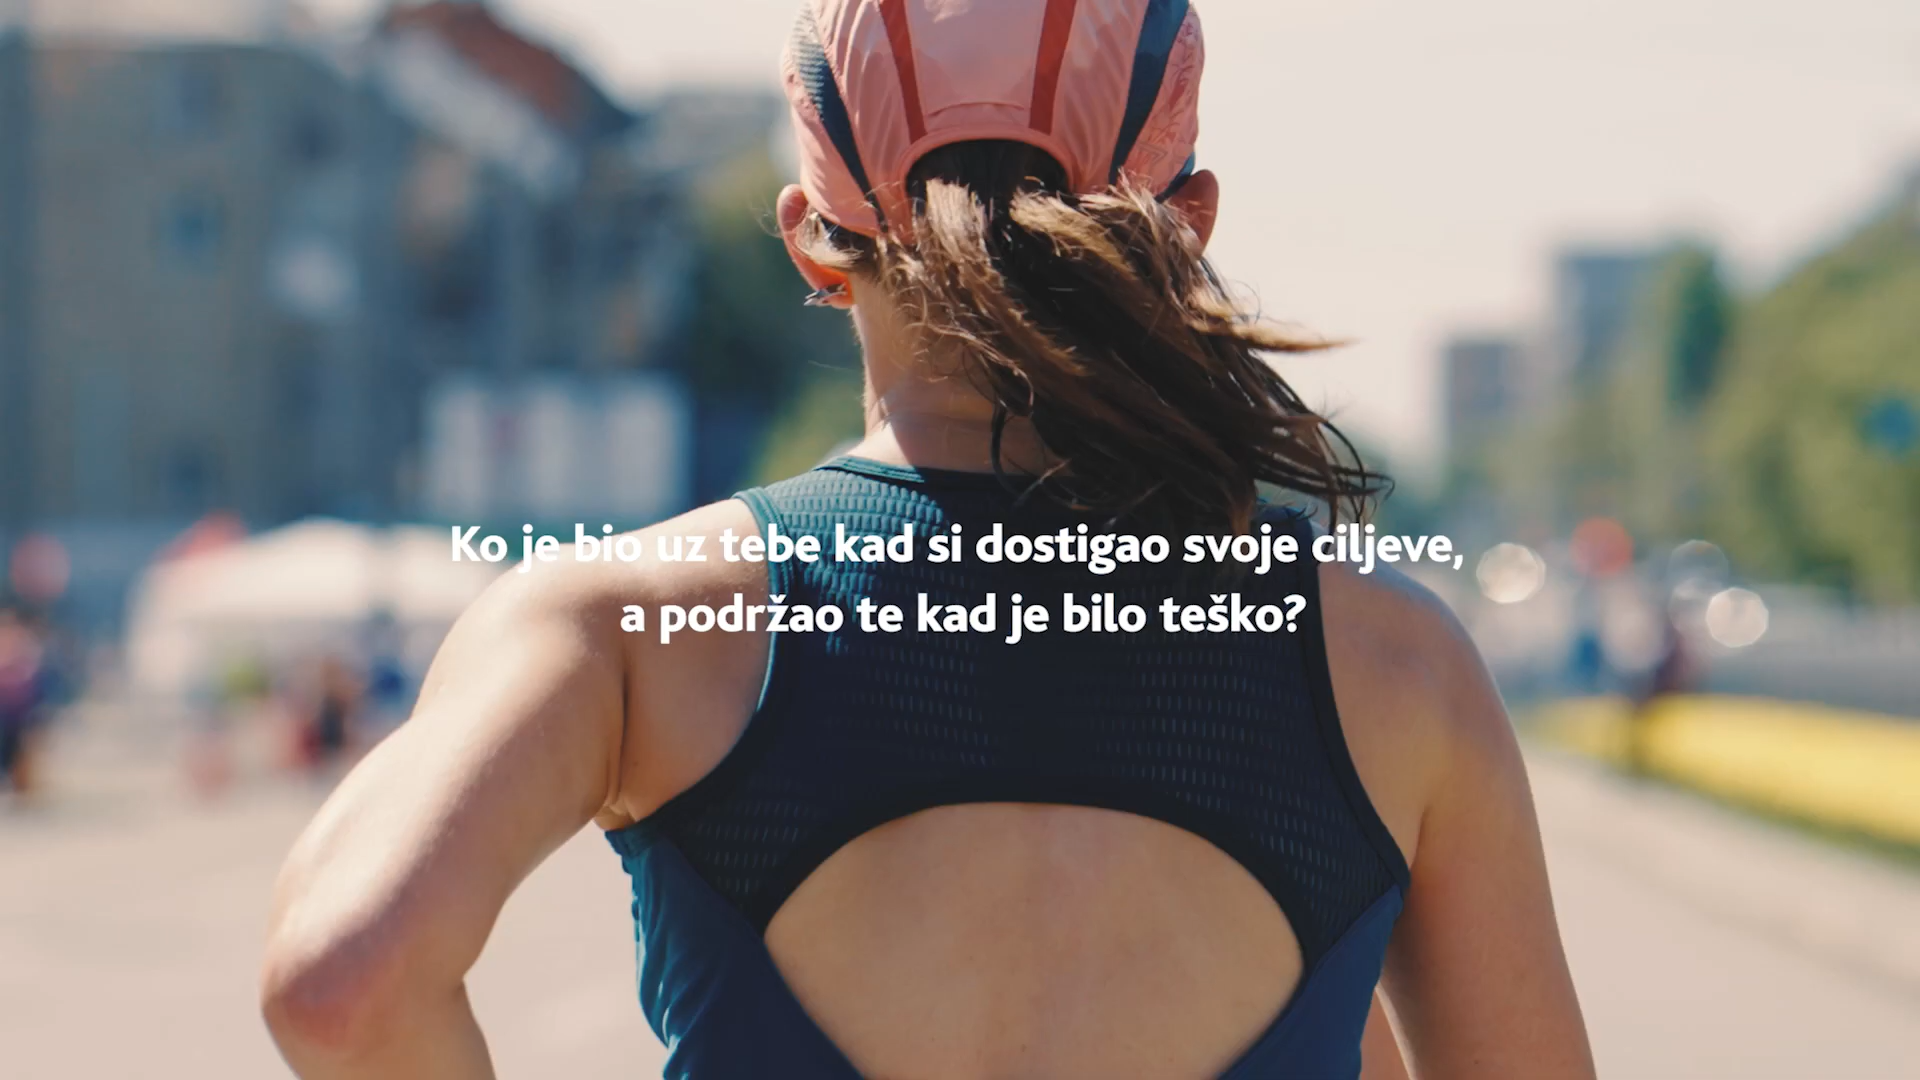 Ko je bio uz tebe kad si dostigao svoje ciljeve,
a podržao te kad je bilo teško?